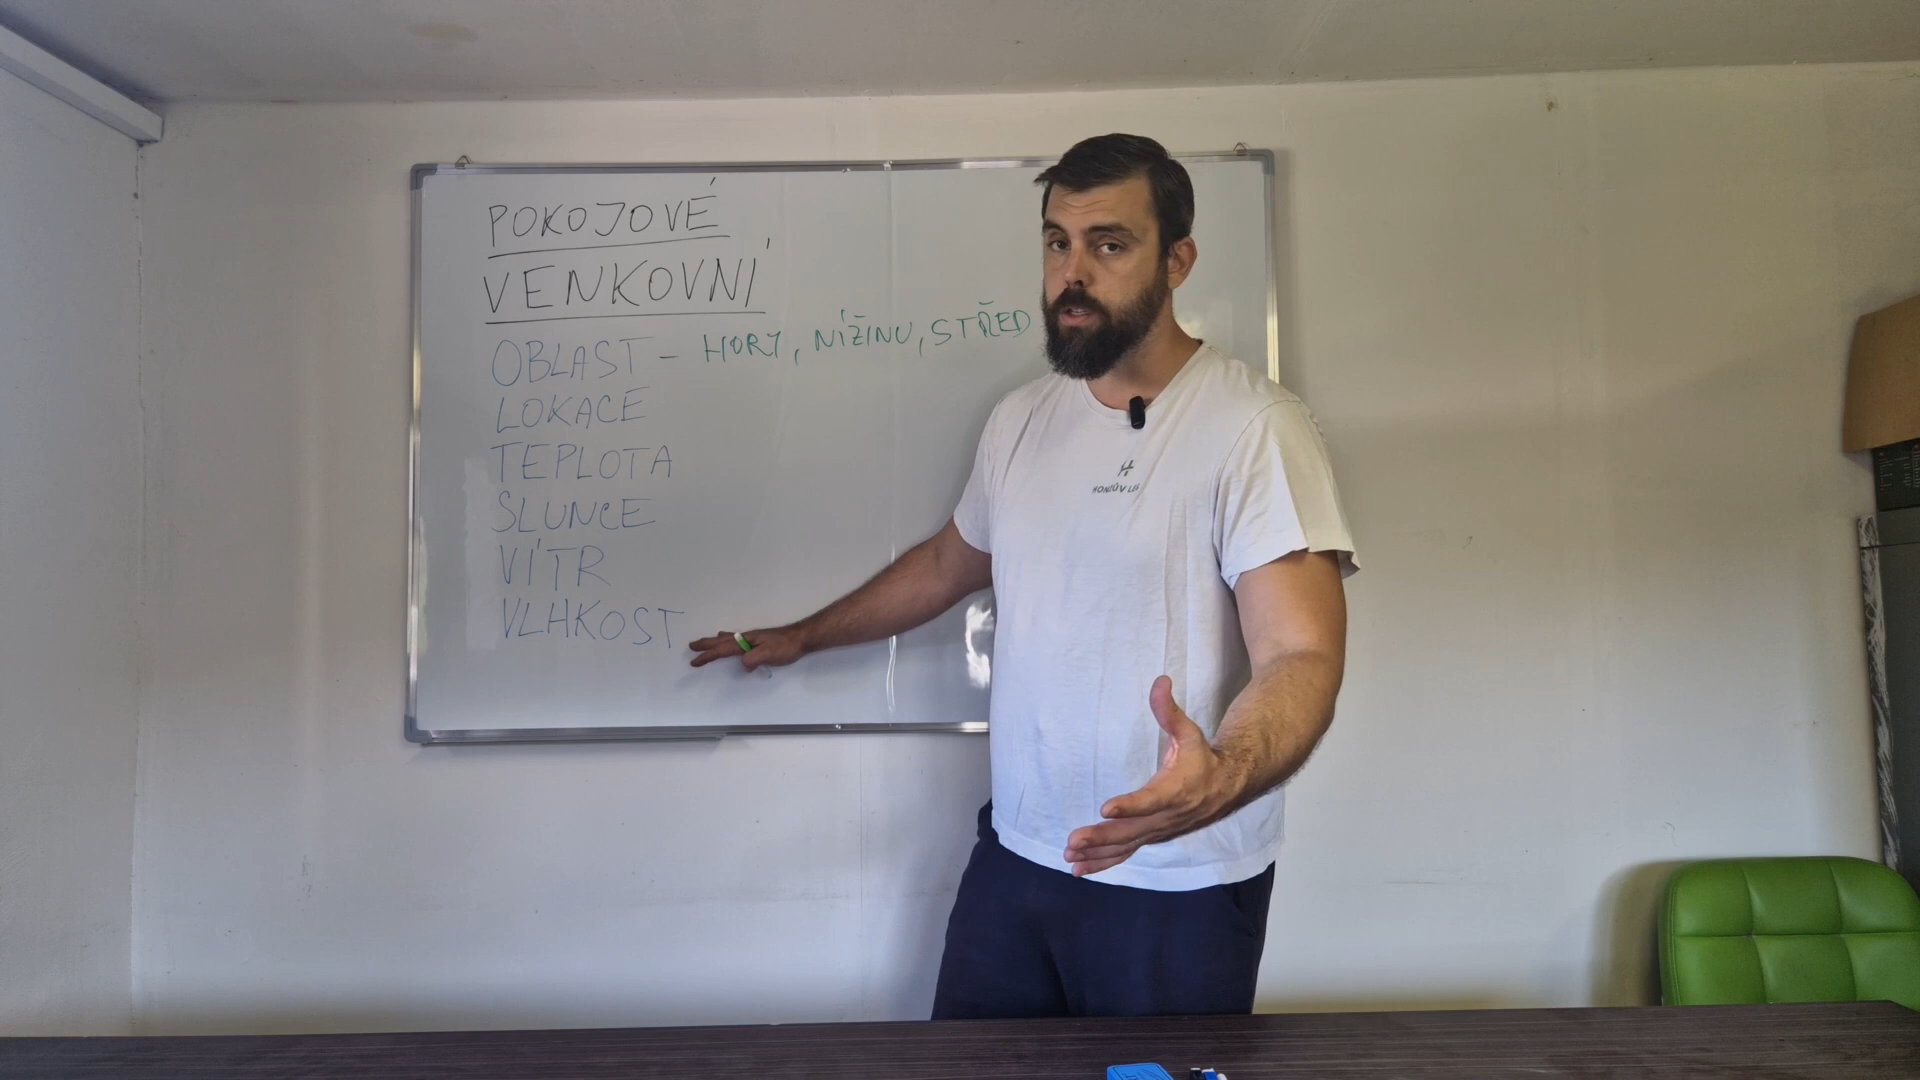 POKOJOVÉ
VENKOVNÍ
OBLAST - HORY, NÍŽINU, STŘED
LOKACE
TEPLOTA
SLUNCE
VÍTR
VLHKOST